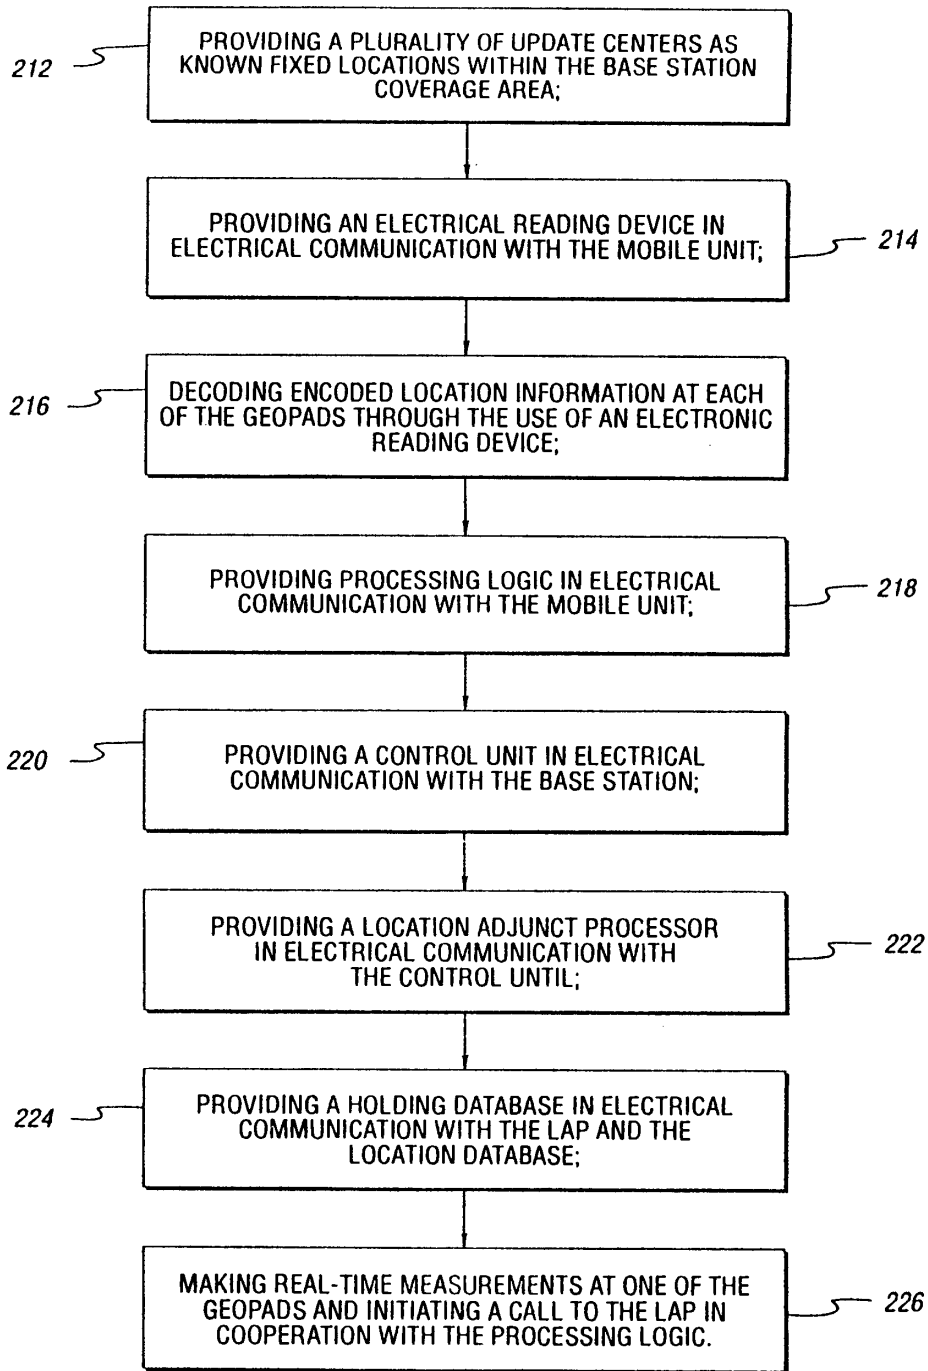 212
PROVIDING A PLURALITY OF UPDATE CENTERS AS
KNOWN FIXED LOCATIONS WITHIN THE BASE STATION
COVERAGE AREA;
PROVIDING AN ELECTRICAL READING DEVICE IN
ELECTRICAL COMMUNICATION WITH THE MOBILE UNIT;
214
216
DECODING ENCODED LOCATION INFORMATION AT EACH
OF THE GEOPADS THROUGH THE USE OF AN ELECTRONIC
READING DEVICE;
PROVIDING PROCESSING LOGIC IN ELECTRICAL
COMMUNICATION WITH THE MOBILE UNIT;
218
220
PROVIDING A CONTROL UNIT IN ELECTRICAL
COMMUNICATION WITH THE BASE STATION;
PROVIDING A LOCATION ADJUNCT PROCESSOR
IN ELECTRICAL COMMUNICATION WITH
THE CONTROL UNTIL;
222
224
PROVIDING A HOLDING DATABASE IN ELECTRICAL
COMMUNICATION WITH THE LAP AND THE
LOCATION DATABASE;
MAKING REAL-TIME MEASUREMENTS AT ONE OF THE
GEOPADS AND INITIATING A CALL TO THE LAP IN
COOPERATION WITH THE PROCESSING LOGIC.
226